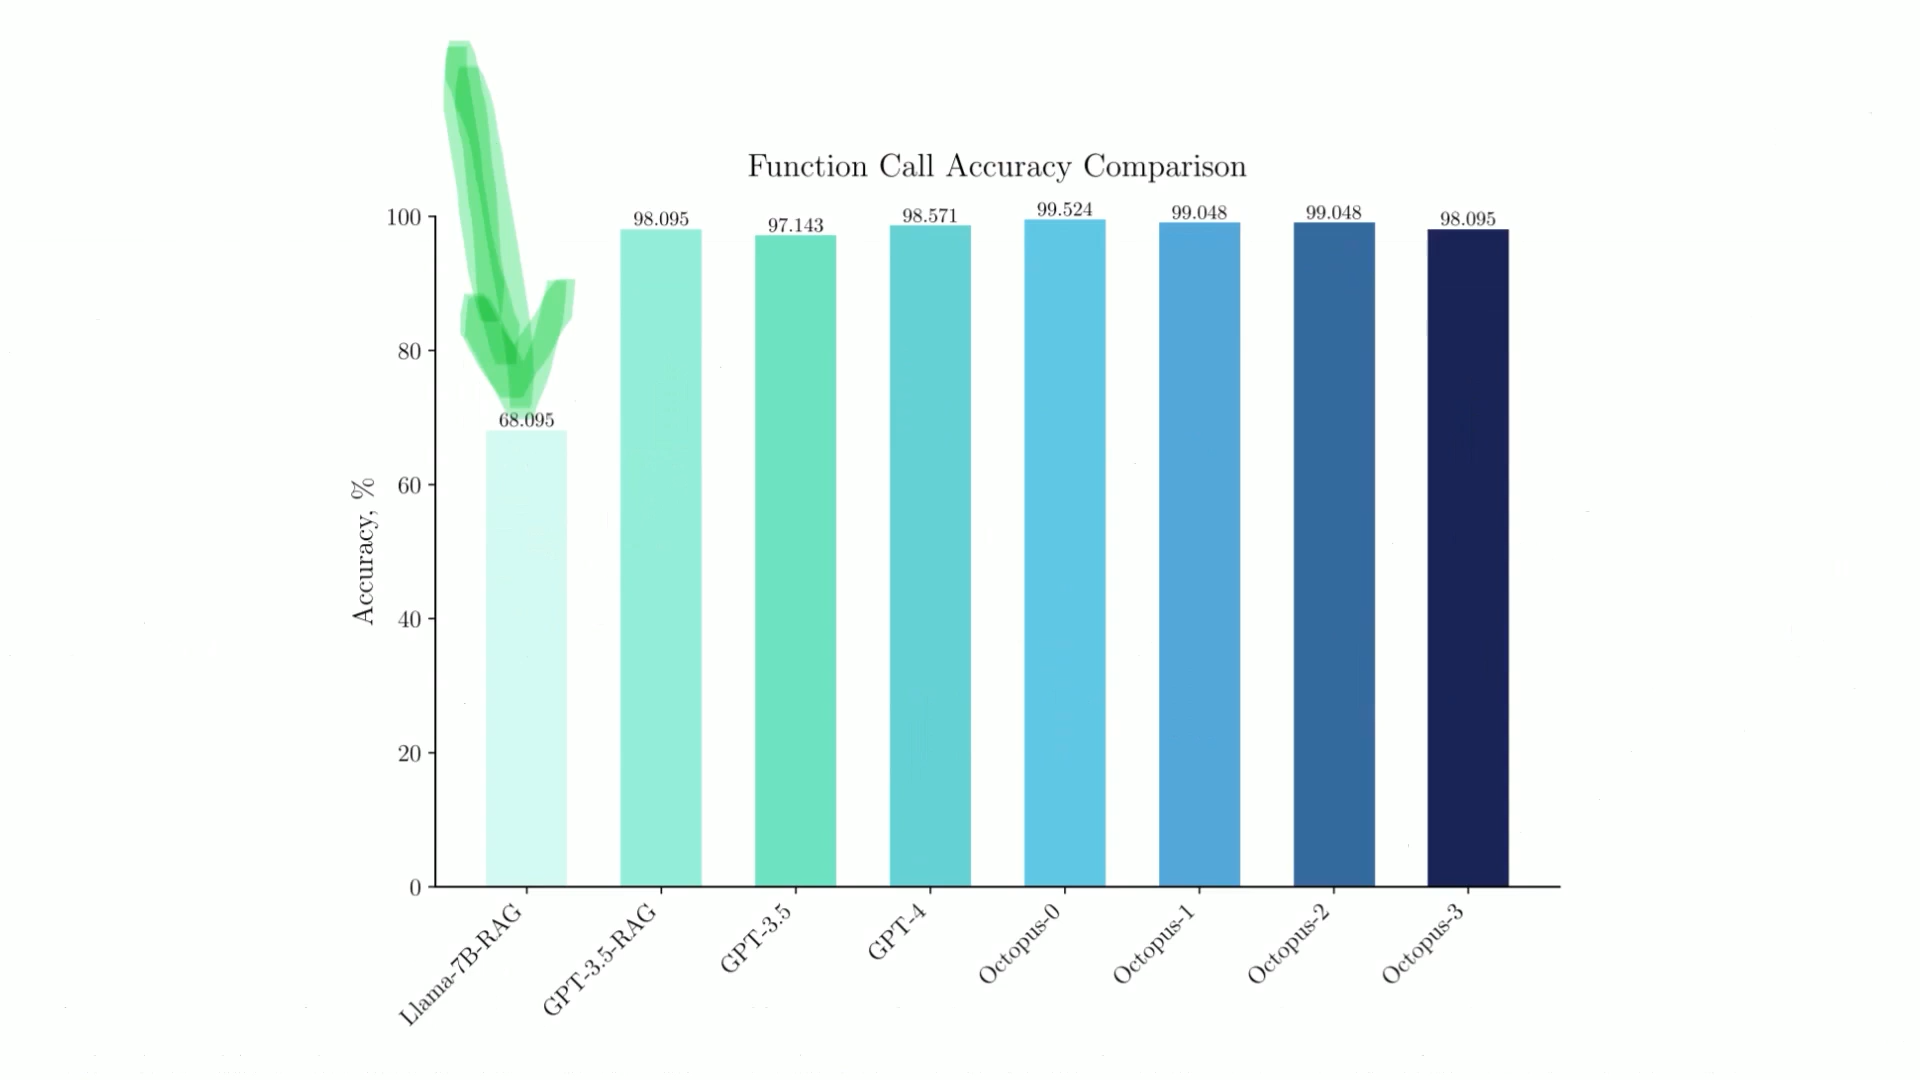 Function Call Accuracy Comparison
Accuracy, %
100
80
60
40
20
0
68.095
98.095
97.143
98.571
99.524
99.048
99.048
98.095
Llama-7B-RAG
GPT-3.5-RAG
GPT-3.5
GPT-4
Octopus-0
Octopus-1
Octopus-2
Octopus-3